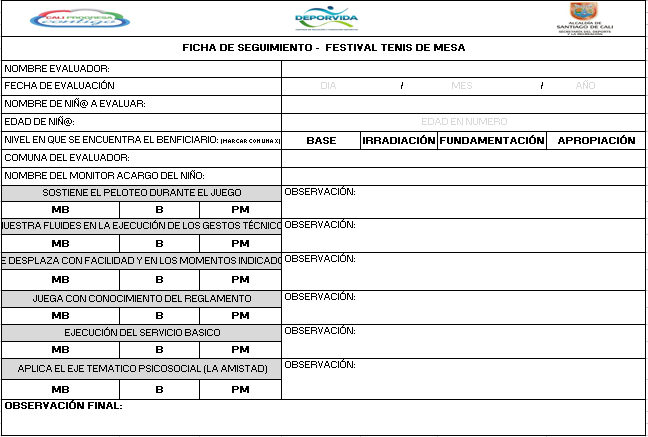 CALI PROGRESA
contigo
DEPORVIDA
ALCALDÍA DE
SANTIAGO DE CALI
SECRETARÍA DEL DEPORTE
Y LA RECREACIÓN
FICHA DE SEGUIMIENTO - FESTIVAL TENIS DE MESA
NOMBRE EVALUADOR:
FECHA DE EVALUACIÓN DIA / MES / AÑO
NOMBRE DE NIÑ@ A EVALUAR:
EDAD DE NIÑ@: EDAD EN NUMERO
NIVEL EN QUE SE ENCUENTRA EL BENFICIARIO: (MARCAR COM UNA X) BASE IRRADIACIÓN FUNDAMENTACIÓN APROPIACIÓN
COMUNA DEL EVALUADOR:
NOMBRE DEL MONITOR ACARGO DEL NIÑO:
SOSTIENE EL PELOTEO DURANTE EL JUEGO OBSERVACIÓN:
MB B PM
UESTRA FLUIDES EN LA EJECUCIÓN DE LOS GESTOS TÉCNICO OBSERVACIÓN:
MB B PM
E DESPLAZA CON FACILIDAD Y EN LOS MOMENTOS INDICADO OBSERVACIÓN:
MB B PM
JUEGA CON CONOCIMIENTO DEL REGLAMENTO OBSERVACIÓN:
MB B PM
EJECUCIÓN DEL SERVICIO BASICO OBSERVACIÓN:
MB B PM
APLICA EL EJE TEMATICO PSICOSOCIAL (LA AMISTAD) OBSERVACIÓN:
MB B PM
OBSERVACIÓN FINAL: